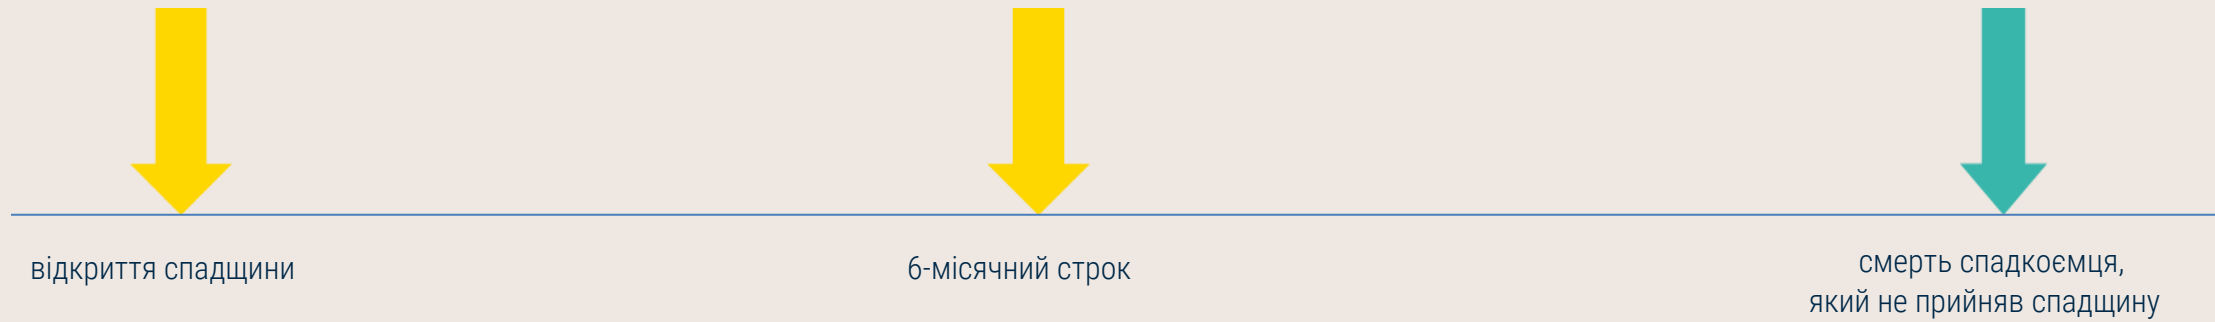 відкриття спадщини
6-місячний строк
смерть спадкоємця,
який не прийняв спадщину